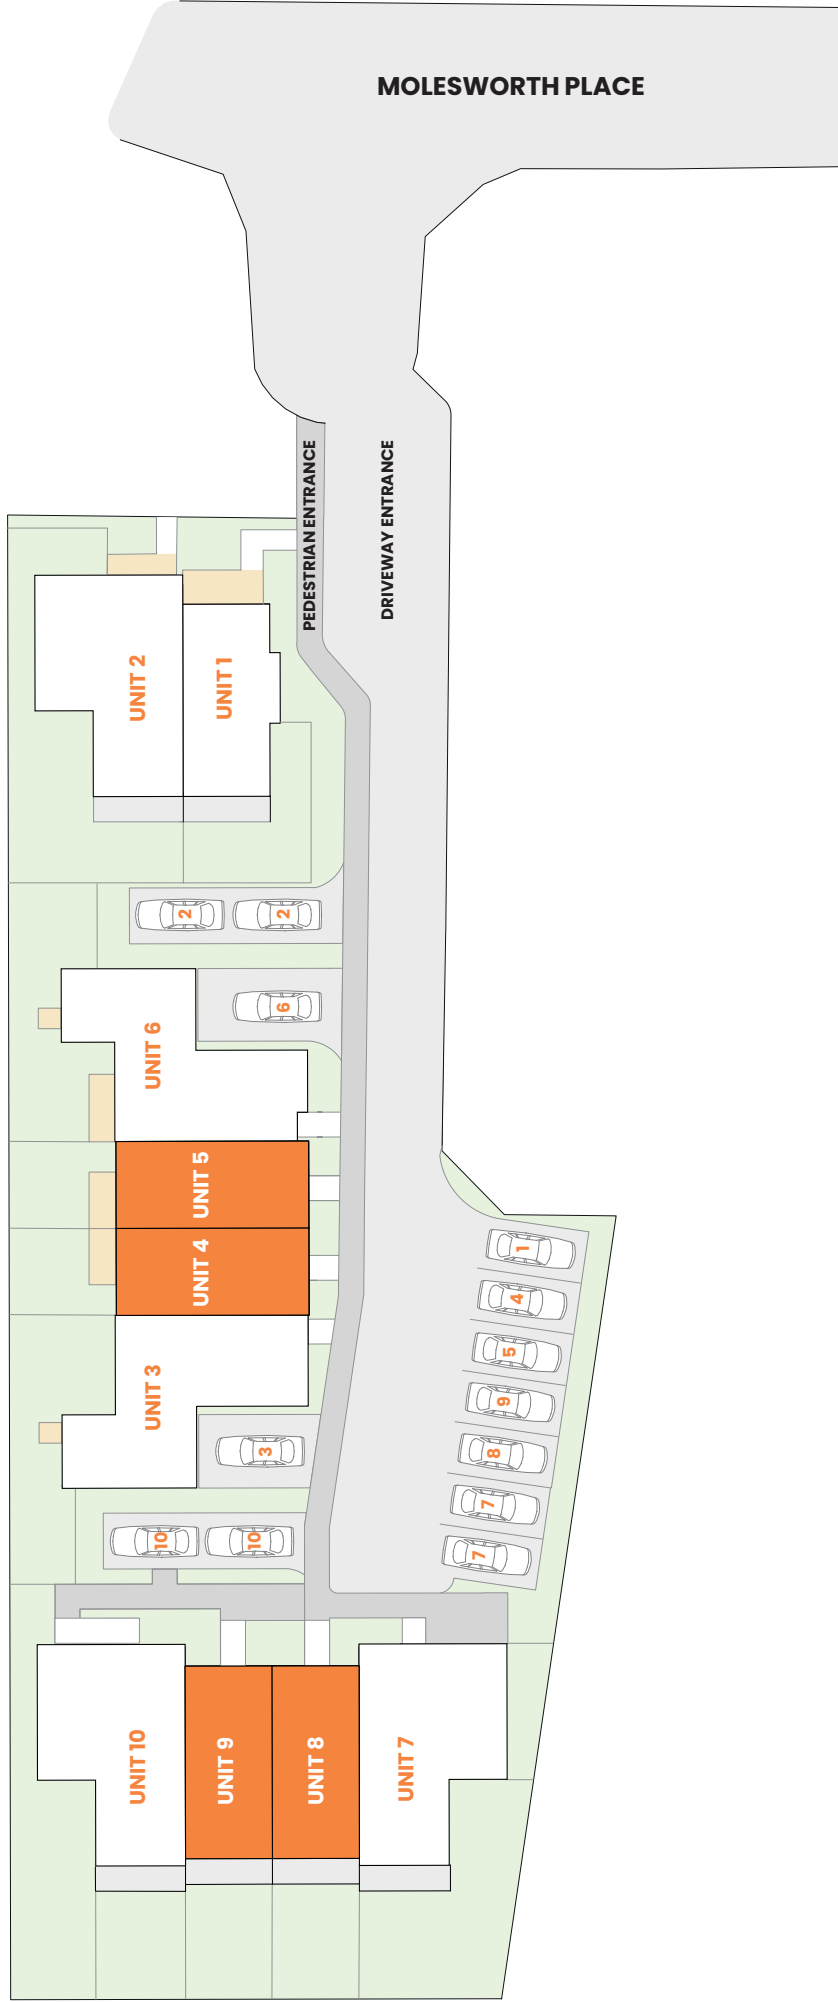 MOLESWORTH PLACE
PEDESTRIAN ENTRANCE
DRIVEWAY ENTRANCE
UNIT 2
UNIT 1
2
2
6
UNIT 6
UNIT 5
UNIT 4
UNIT 3
3
10
10
1
4
5
9
8
7
7
UNIT 10
UNIT 9
UNIT 8
UNIT 7